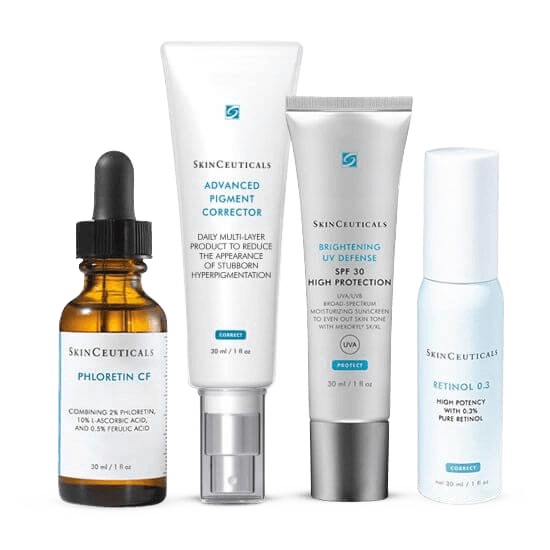 SKINCEUTICALS
PHLORETIN CF
COMBINING 2% PHLORETIN,
10% L-ASCORBIC ACID,
AND 0.5% FERULIC ACID
30 ml / 1 fl oz
SKINCEUTICALS
ADVANCED
PIGMENT
CORRECTOR
DAILY MULTI-LAYER
PRODUCT TO REDUCE
THE APPEARANCE
OF STUBBORN
HYPERPIGMENTATION
CORRECT
30 ml / 1 fl oz
SKINCEUTICALS
BRIGHTENING
UV DEFENSE
SPF 30
HIGH PROTECTION
UVA/UVB
BROAD-SPECTRUM
MOISTURIZING SUNSCREEN
TO EVEN OUT SKIN TONE
WITH MEXORYL SX/XL
UVA
PROTECT
30 ml / 1 fl oz
SKINCEUTICALS
RETINOL 0.3
HIGH POTENCY
WITH 0.3%
PURE RETINOL
CORRECT
net 30 ml / 1 fl oz